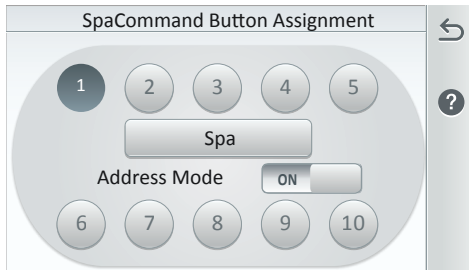 SpaCommand Button Assignment
1 2 3 4 5
?
Spa
Address Mode ON
6 7 8 9 10